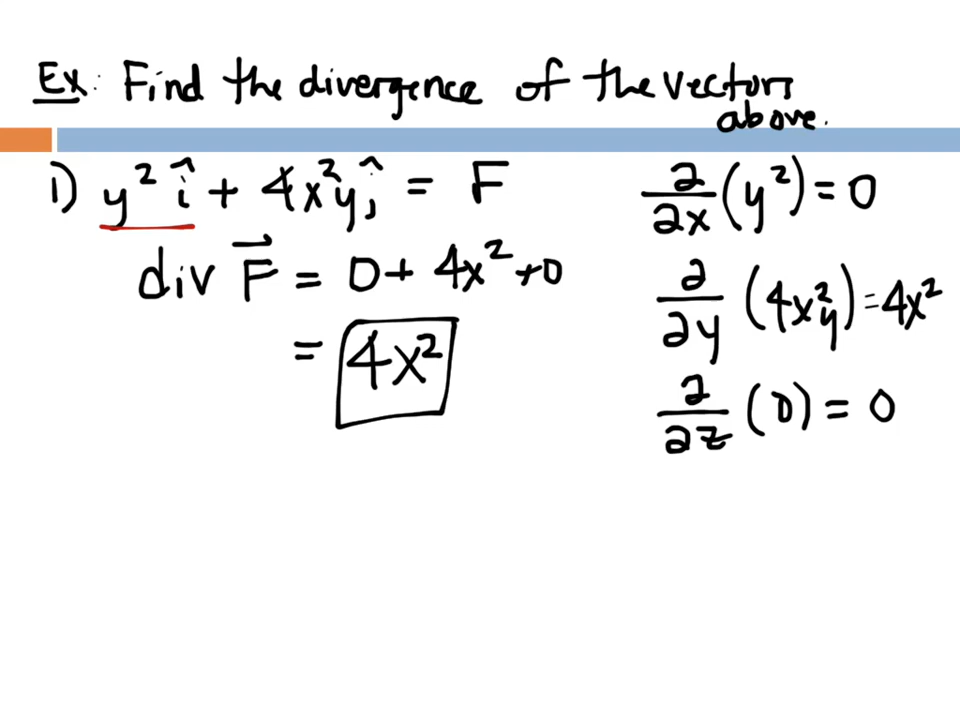 Ex: Find the divergence of the vectors
above.
1) y² î + 4x²y ĵ = F
div F⃗ = 0 + 4x² + 0
= 4x²
∂/∂x (y²) = 0
∂/∂y (4x²y) = 4x²
∂/∂z (0) = 0